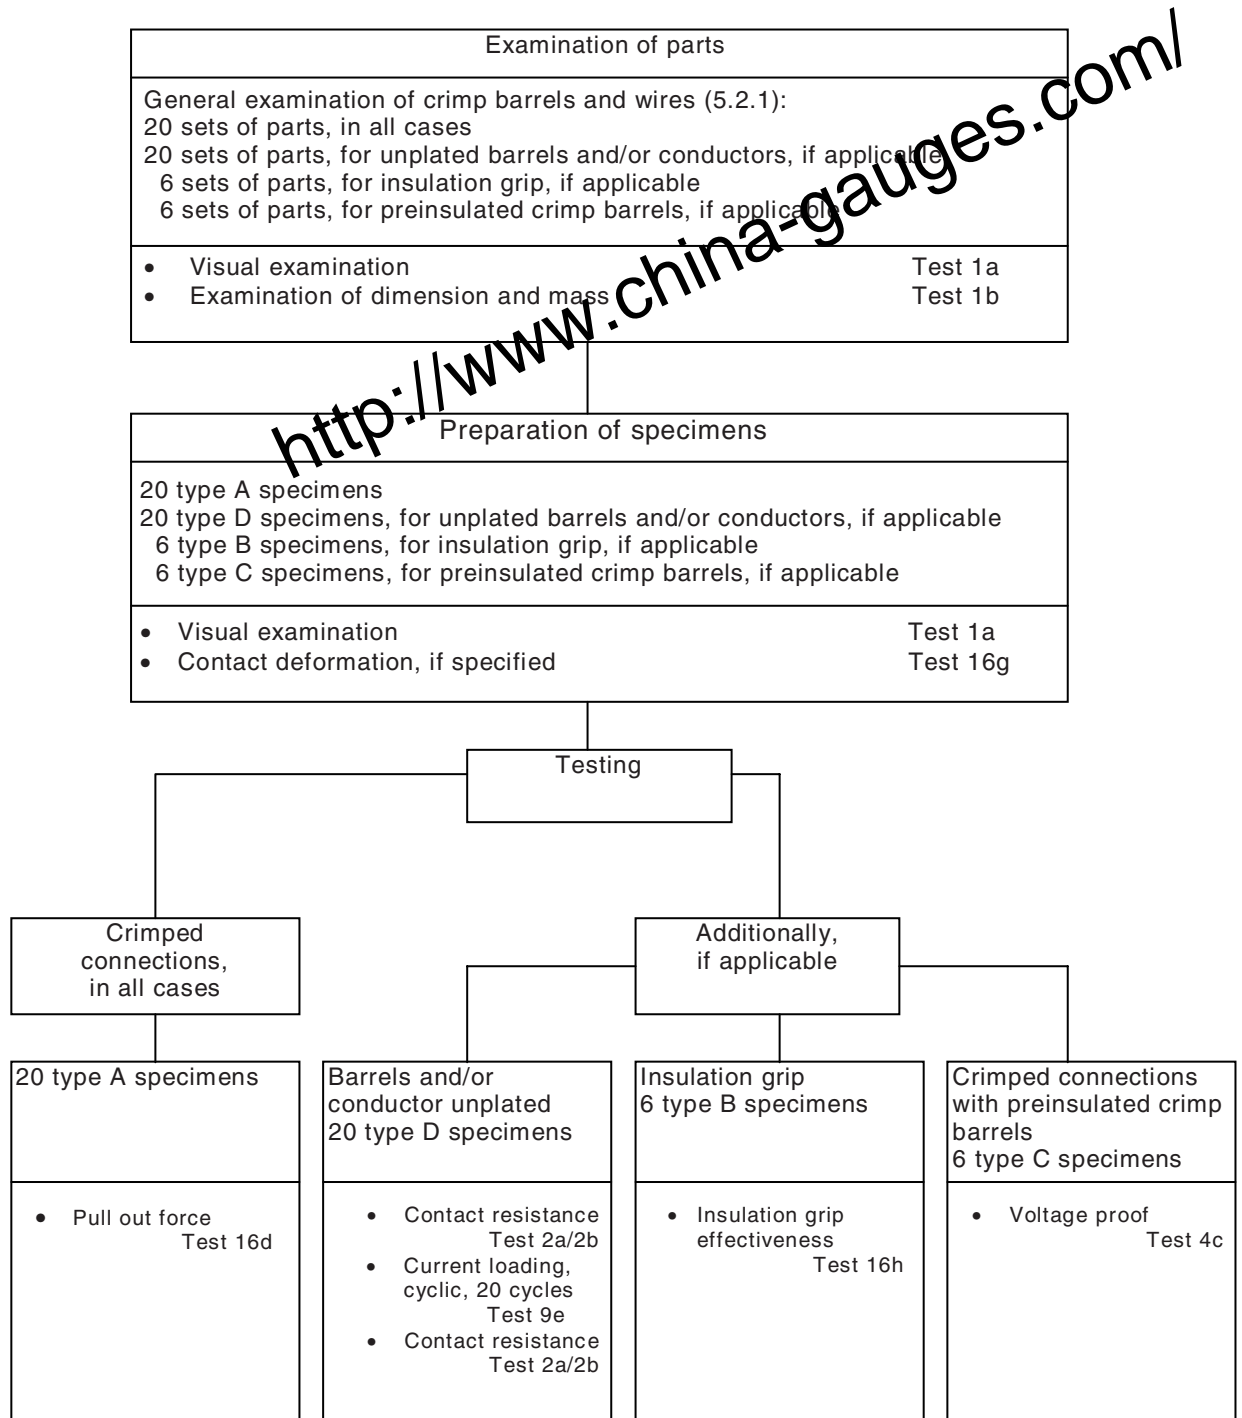 Examination of parts
General examination of crimp barrels and wires (5.2.1):
20 sets of parts, in all cases
20 sets of parts, for unplated barrels and/or conductors, if applicable
6 sets of parts, for insulation grip, if applicable
6 sets of parts, for preinsulated crimp barrels, if applicable
• Visual examination Test 1a
• Examination of dimension and mass Test 1b
http://www.china-gauges.com/
Preparation of specimens
20 type A specimens
20 type D specimens, for unplated barrels and/or conductors, if applicable
6 type B specimens, for insulation grip, if applicable
6 type C specimens, for preinsulated crimp barrels, if applicable
• Visual examination Test 1a
• Contact deformation, if specified Test 16g
Testing
Crimped
connections,
in all cases
Additionally,
if applicable
20 type A specimens
• Pull out force
Test 16d
Barrels and/or
conductor unplated
20 type D specimens
• Contact resistance
Test 2a/2b
• Current loading,
cyclic, 20 cycles
Test 9e
• Contact resistance
Test 2a/2b
Insulation grip
6 type B specimens
• Insulation grip
effectiveness
Test 16h
Crimped connections
with preinsulated crimp
barrels
6 type C specimens
• Voltage proof
Test 4c